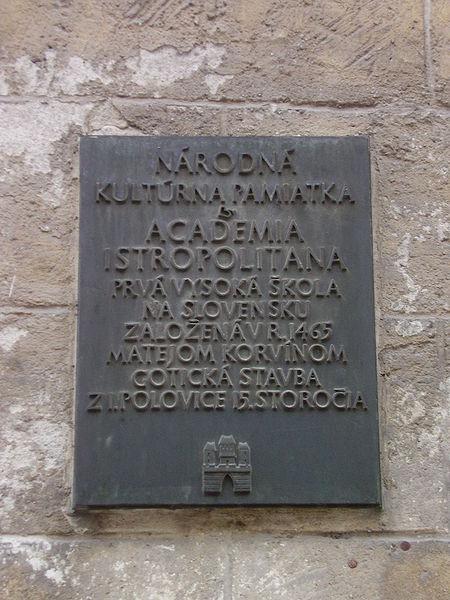 NÁRODNÁ
KULTÚRNA PAMIATKA
ACADEMIA
ISTROPOLITANA
PRVÁ VYSOKÁ ŠKOLA
NA SLOVENSKU
ZALOŽENÁ V R. 1465
MATEJOM KORVÍNOM
GOTICKÁ STAVBA
Z 1. POLOVICE 15. STOROČIA